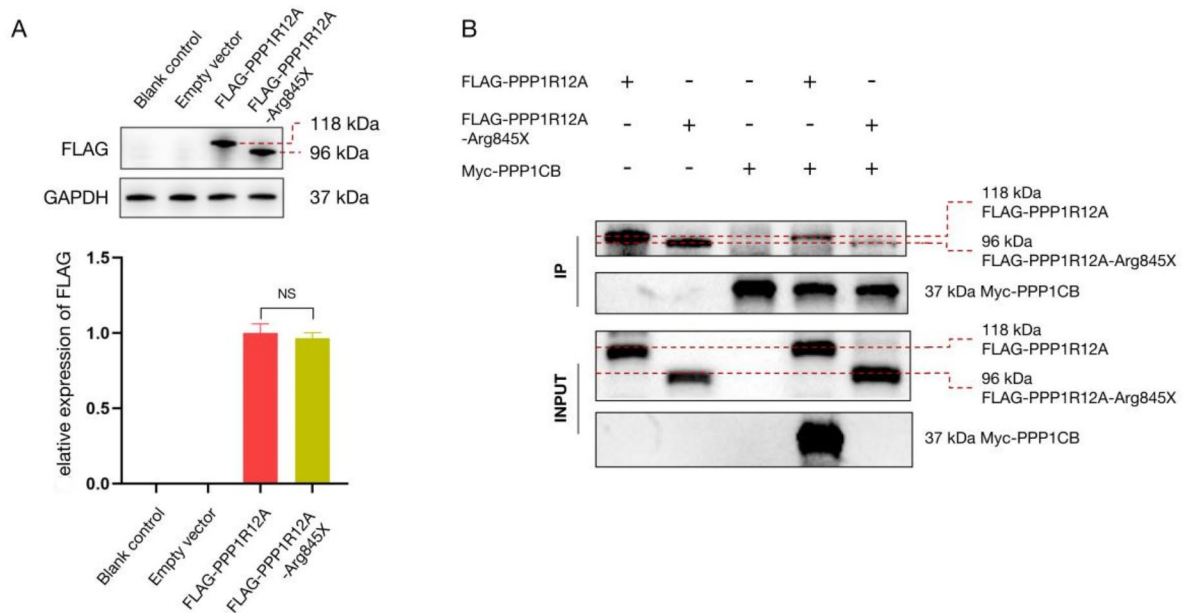 A
Blank control
Empty vector
FLAG-PPP1R12A
FLAG-PPP1R12A
-Arg845X
FLAG
118 kDa
96 kDa
GAPDH
37 kDa
elative expression of FLAG
1.5
1.0
0.5
0.0
NS
Blank control
Empty vector
FLAG-PPP1R12A
FLAG-PPP1R12A
-Arg845X
B
FLAG-PPP1R12A + - - + -
FLAG-PPP1R12A
-Arg845X
- + - - +
Myc-PPP1CB - - + + +
IP
118 kDa
FLAG-PPP1R12A
96 kDa
FLAG-PPP1R12A-Arg845X
37 kDa Myc-PPP1CB
INPUT
118 kDa
FLAG-PPP1R12A
96 kDa
FLAG-PPP1R12A-Arg845X
37 kDa Myc-PPP1CB